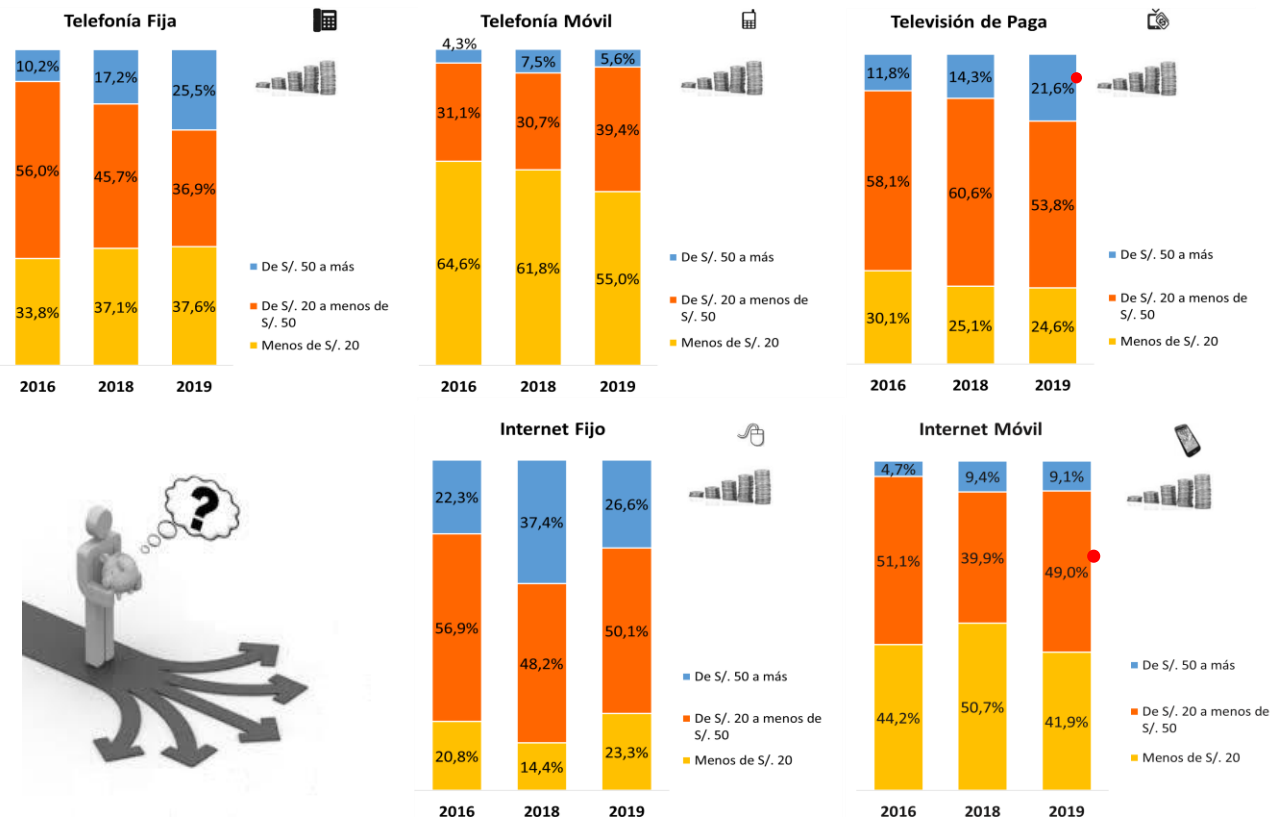 Telefonía Fija
10,2%
17,2%
25,5%
56,0%
45,7%
36,9%
33,8%
37,1%
37,6%
2016 2018 2019
De S/. 50 a más
De S/. 20 a menos de
S/. 50
Menos de S/. 20
Telefonía Móvil
4,3%
7,5%
5,6%
31,1%
30,7%
39,4%
64,6%
61,8%
55,0%
2016 2018 2019
De S/. 50 a más
De S/. 20 a menos de
S/. 50
Menos de S/. 20
Televisión de Paga
11,8%
14,3%
21,6%
58,1%
60,6%
53,8%
30,1%
25,1%
24,6%
2016 2018 2019
De S/. 50 a más
De S/. 20 a menos de
S/. 50
Menos de S/. 20
?
Internet Fijo
22,3%
37,4%
26,6%
56,9%
48,2%
50,1%
20,8%
14,4%
23,3%
2016 2018 2019
De S/. 50 a más
De S/. 20 a menos de
S/. 50
Menos de S/. 20
Internet Móvil
4,7%
9,4%
9,1%
51,1%
39,9%
49,0%
44,2%
50,7%
41,9%
2016 2018 2019
De S/. 50 a más
De S/. 20 a menos de
S/. 50
Menos de S/. 20